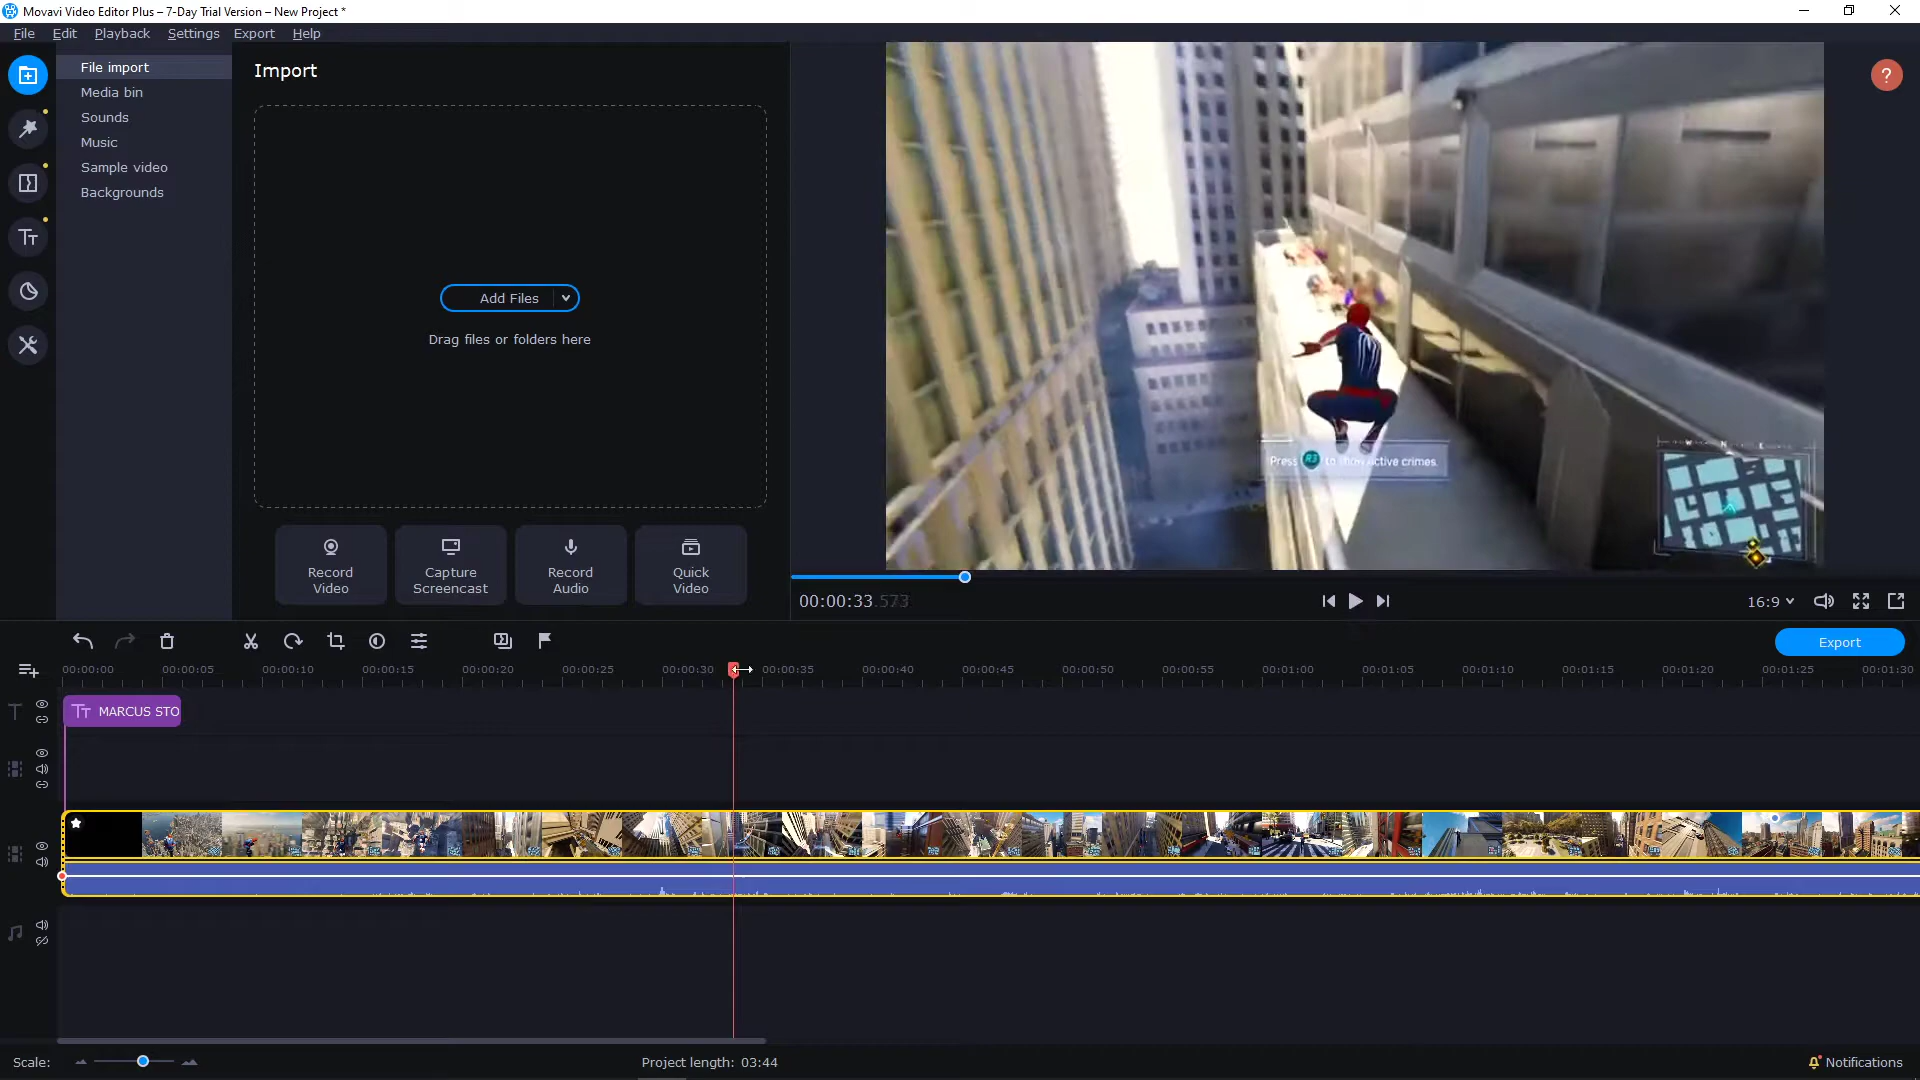 Movavi Video Editor Plus – 7-Day Trial Version – New Project *
File Edit Playback Settings Export Help
File import
Media bin
Sounds
Music
Sample video
Backgrounds
Import
Add Files
Drag files or folders here
Record Video
Capture Screencast
Record Audio
Quick Video
?
W N E
Press R3 to show active crimes.
00:00:33.573
16:9
Export
00:00:00 00:00:05 00:00:10 00:00:15 00:00:20 00:00:25 00:00:30 00:00:35 00:00:40 00:00:45 00:00:50 00:00:55 00:01:00 00:01:05 00:01:10 00:01:15 00:01:20 00:01:25 00:01:30
MARCUS STO
Scale:
Project length: 03:44
Notifications